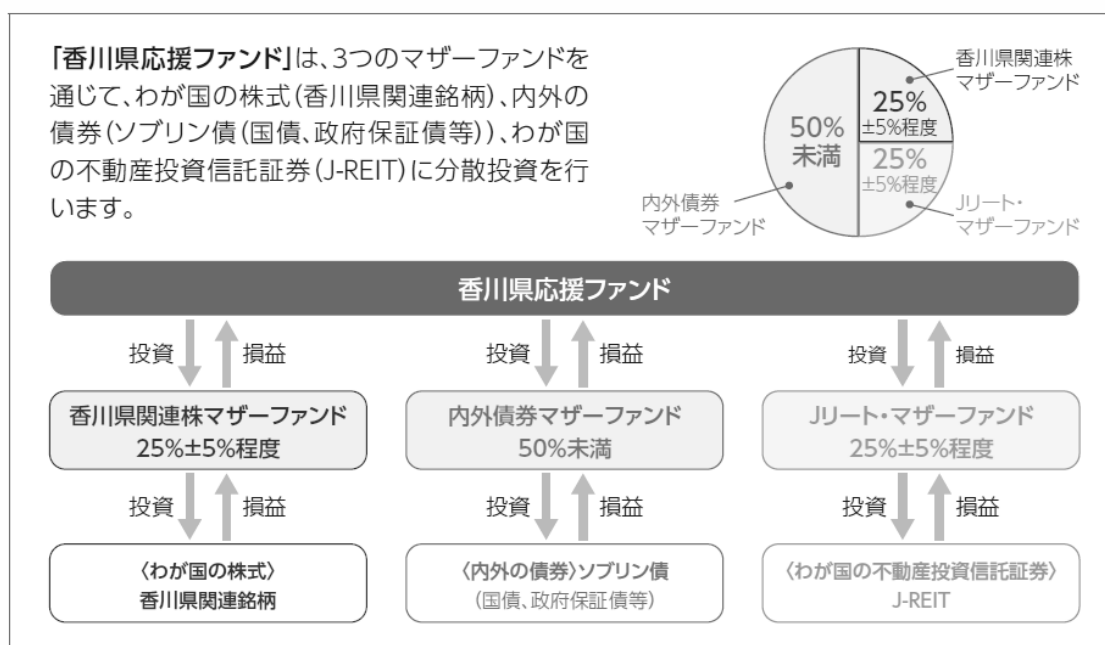 「香川県応援ファンド」は、3つのマザーファンドを
通じて、わが国の株式(香川県関連銘柄)、内外の
債券(ソブリン債(国債、政府保証債等))、わが国
の不動産投資信託証券(J-REIT)に分散投資を行
います。
香川県関連株
マザーファンド
25%
±5%程度
50%
未満
25%
±5%程度
内外債券
マザーファンド
Jリート・
マザーファンド
香川県応援ファンド
投資 損益 投資 損益 投資 損益
香川県関連株マザーファンド
25%±5%程度
内外債券マザーファンド
50%未満
Jリート・マザーファンド
25%±5%程度
投資 損益 投資 損益 投資 損益
〈わが国の株式〉
香川県関連銘柄
〈内外の債券〉ソブリン債
(国債、政府保証債等)
〈わが国の不動産投資信託証券〉
J-REIT